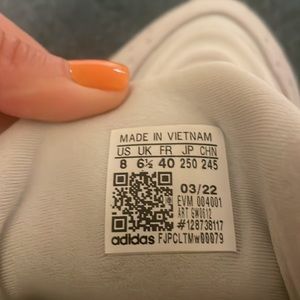 MADE IN VIETNAM
US UK FR JP CHN
8 6½ 40 250 245
03/22
EVM 004001
ART GW0612
#128738117
adidas FJPCLTMW00079